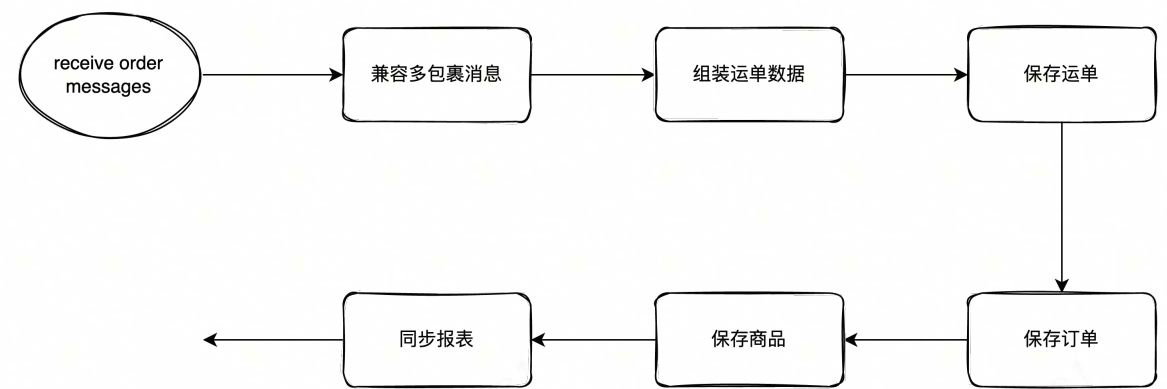 receive order
messages
兼容多包裹消息
组装运单数据
保存运单
保存订单
保存商品
同步报表